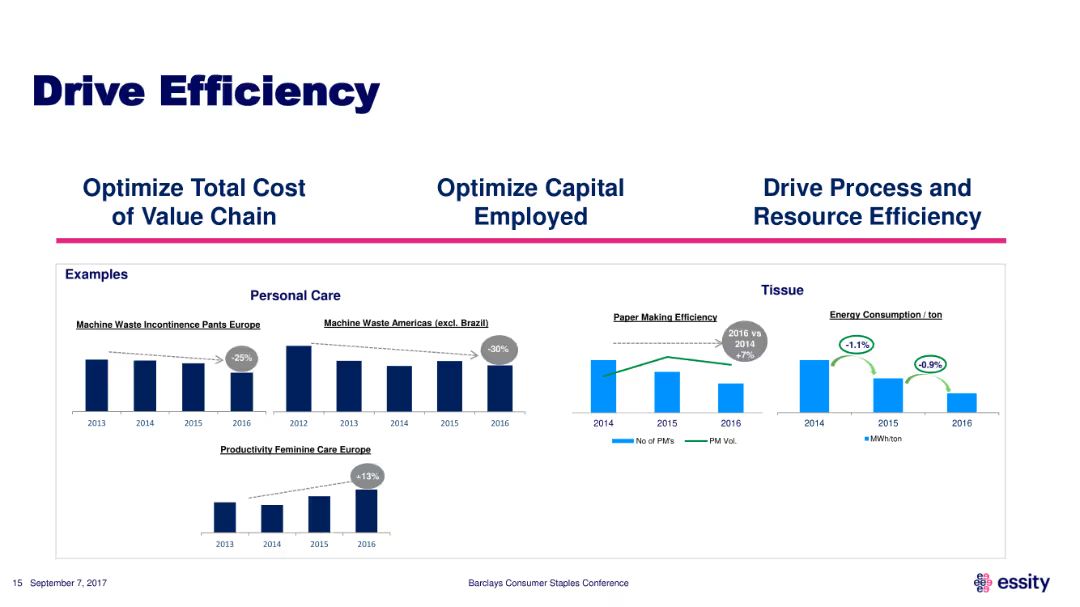 Drive Efficiency
Optimize Total Cost
of Value Chain
Optimize Capital
Employed
Drive Process and
Resource Efficiency
Examples
Personal Care
Machine Waste Incontinence Pants Europe
-25%
2013 2014 2015 2016
Machine Waste Americas (excl. Brazil)
-30%
2012 2013 2014 2015 2016
Productivity Feminine Care Europe
+13%
2013 2014 2015 2016
Tissue
Paper Making Efficiency
2016 vs
2014
+7%
2014 2015 2016
No of PM's PM Vol.
Energy Consumption / ton
-1.1%
-0.9%
2014 2015 2016
MWh/ton
15 September 7, 2017
Barclays Consumer Staples Conference
essity